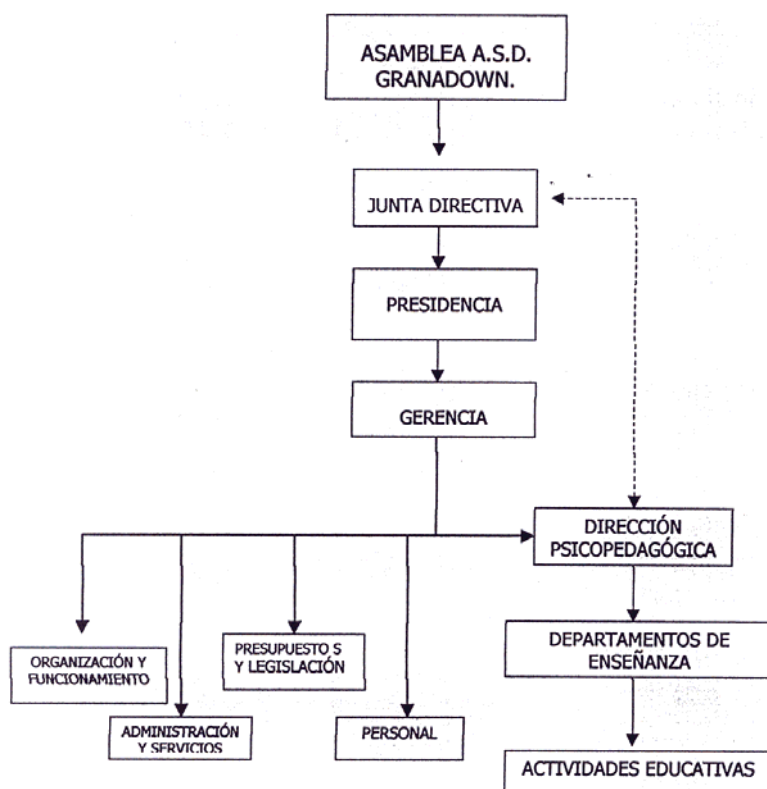 ASAMBLEA A.S.D.
GRANADOWN.
JUNTA DIRECTIVA
PRESIDENCIA
GERENCIA
DIRECCIÓN
PSICOPEDAGÓGICA
ORGANIZACIÓN Y
FUNCIONAMIENTO
PRESUPUESTO S
Y LEGISLACIÓN
DEPARTAMENTOS DE
ENSEÑANZA
ADMINISTRACIÓN
Y SERVICIOS
PERSONAL
ACTIVIDADES EDUCATIVAS